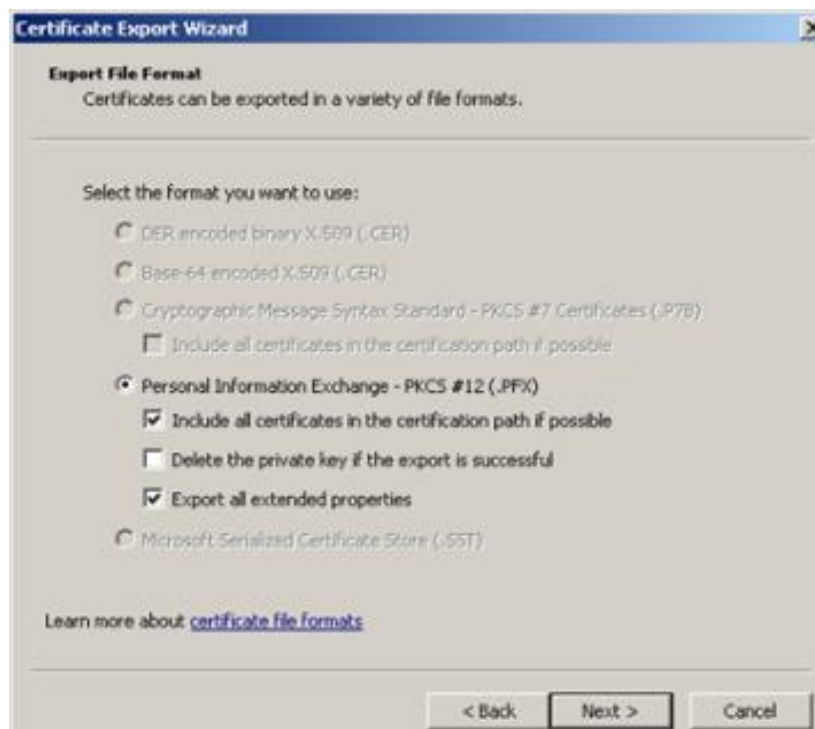 Certificate Export Wizard
Export File Format
Certificates can be exported in a variety of file formats.
Select the format you want to use:
DER encoded binary X.509 (.CER)
Base-64 encoded X.509 (.CER)
Cryptographic Message Syntax Standard - PKCS #7 Certificates (.P7B)
Include all certificates in the certification path if possible
Personal Information Exchange - PKCS #12 (.PFX)
Include all certificates in the certification path if possible
Delete the private key if the export is successful
Export all extended properties
Microsoft Serialized Certificate Store (.SST)
Learn more about certificate file formats
< Back Next > Cancel